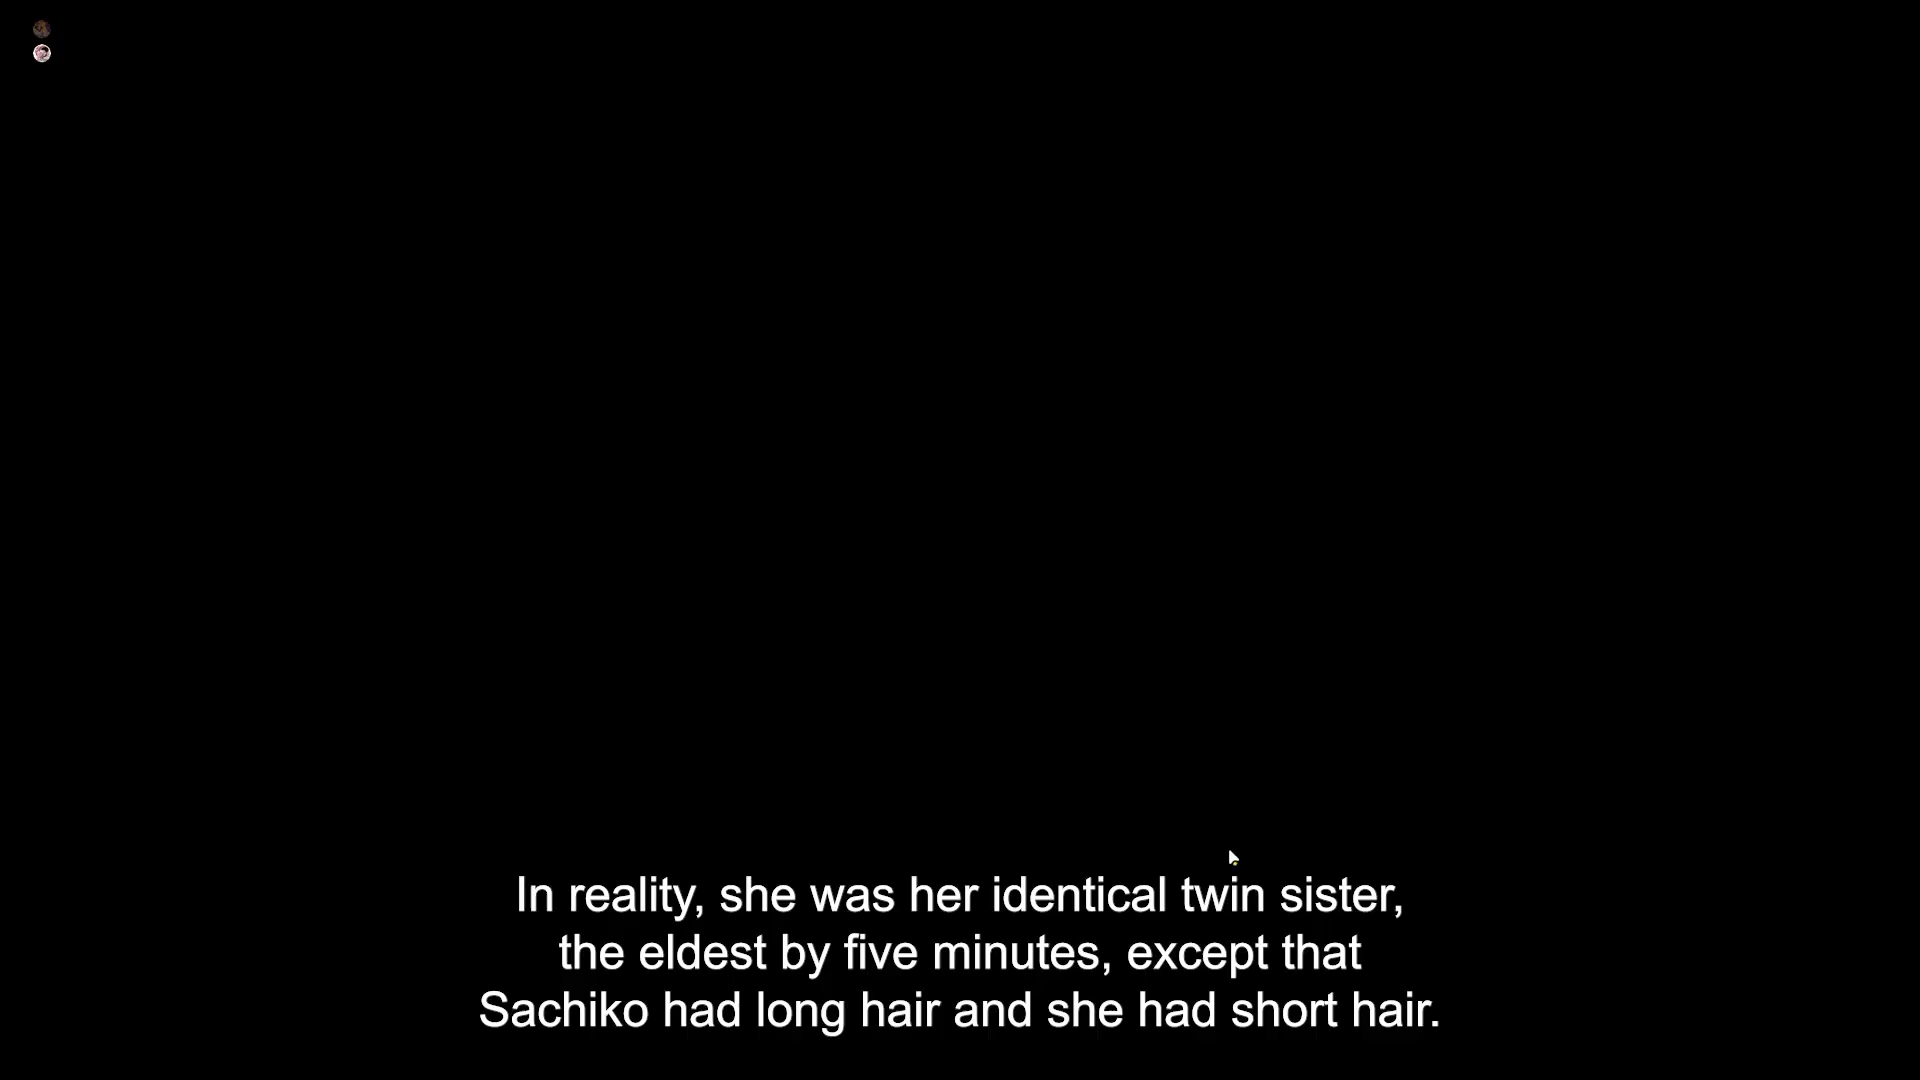 In reality, she was her identical twin sister,
the eldest by five minutes, except that
Sachiko had long hair and she had short hair.